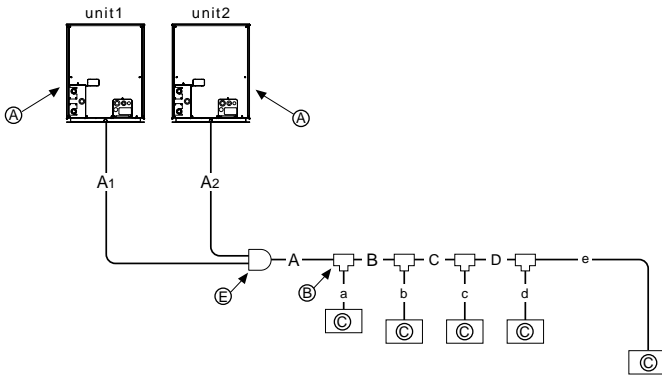 unit1 unit2
Ⓐ Ⓐ
A1 A2
A B C D e
Ⓔ Ⓑ a b c d
Ⓒ Ⓒ Ⓒ Ⓒ
Ⓒ